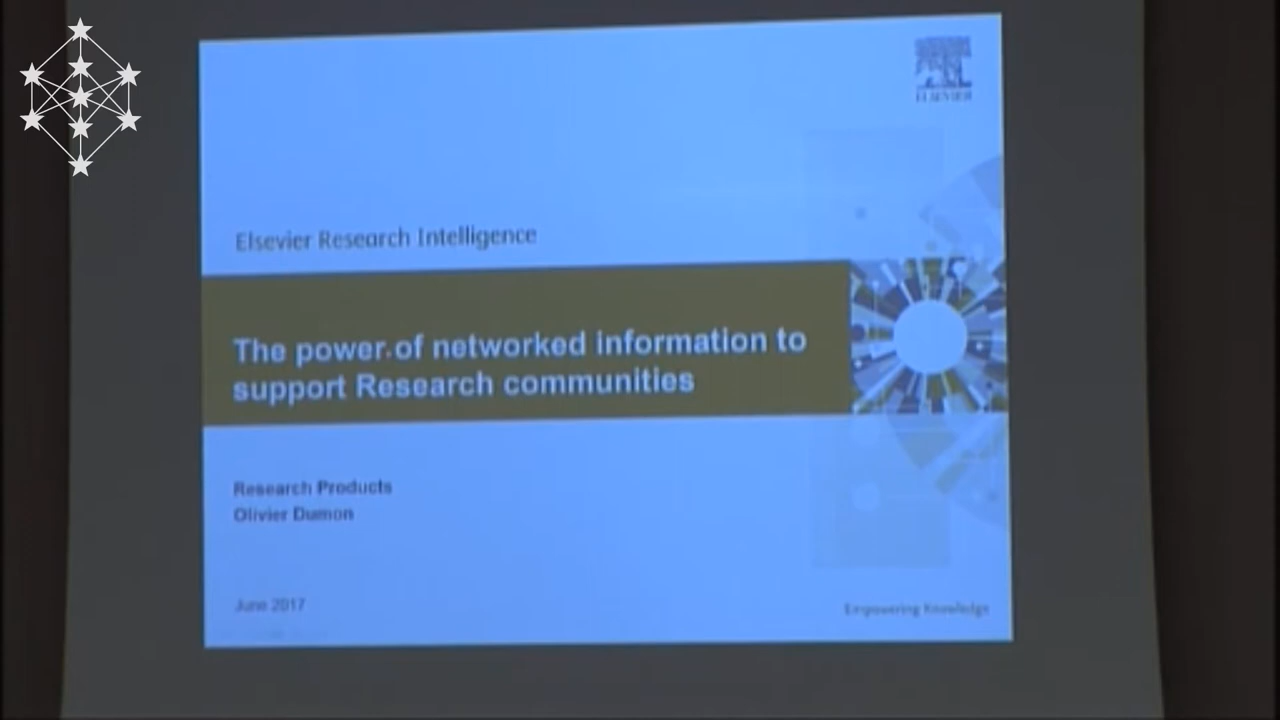 ELSEVIER
Elsevier Research Intelligence
The power of networked information to
support Research communities
Research Products
Olivier Dumon
June 2017
Empowering Knowledge